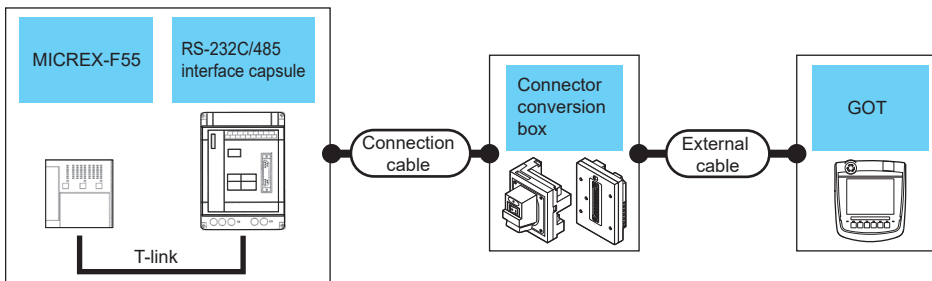 MICREX-F55
RS-232C/485
interface capsule
T-link
Connection
cable
Connector
conversion
box
External
cable
GOT